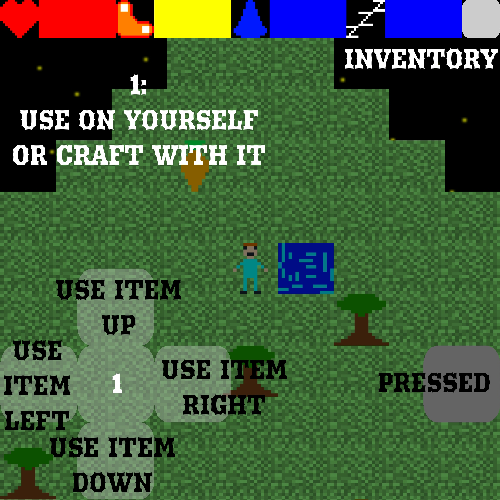 INVENTORY
1:
USE ON YOURSELF
OR CRAFT WITH IT
USE ITEM
UP
USE
ITEM
LEFT
1
USE ITEM
RIGHT
PRESSED
USE ITEM
DOWN